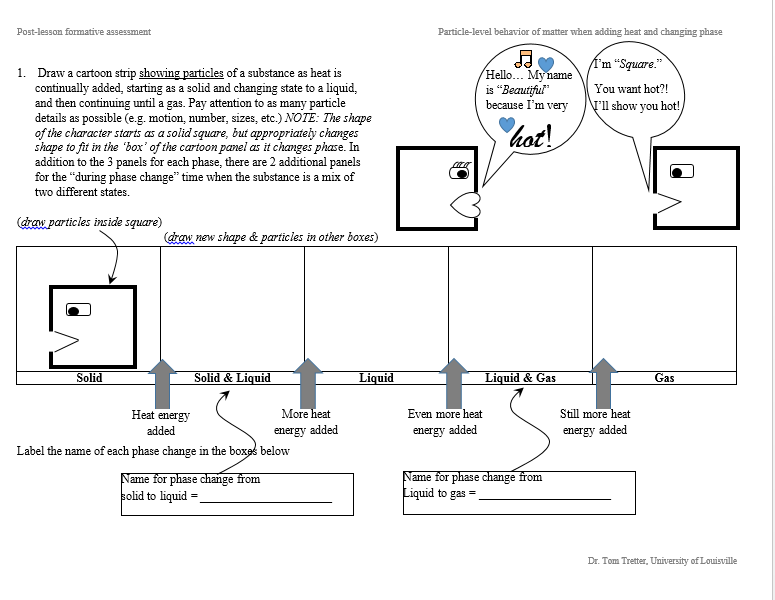 Post-lesson formative assessment
Particle-level behavior of matter when adding heat and changing phase
1. Draw a cartoon strip showing particles of a substance as heat is
continually added, starting as a solid and changing state to a liquid,
and then continuing until a gas. Pay attention to as many particle
details as possible (e.g. motion, number, sizes, etc.) NOTE: The shape
of the character starts as a solid square, but appropriately changes
shape to fit in the ‘box’ of the cartoon panel as it changes phase. In
addition to the 3 panels for each phase, there are 2 additional panels
for the “during phase change” time when the substance is a mix of
two different states.
Hello... My name
is “Beautiful”
because I’m very
hot!
I’m “Square.”
You want hot?!
I’ll show you hot!
(draw particles inside square)
(draw new shape & particles in other boxes)
Solid
Solid & Liquid
Liquid
Liquid & Gas
Gas
Heat energy
added
More heat
energy added
Even more heat
energy added
Still more heat
energy added
Label the name of each phase change in the boxes below
Name for phase change from
solid to liquid = ______________________
Name for phase change from
Liquid to gas = ______________________
Dr. Tom Tretter, University of Louisville